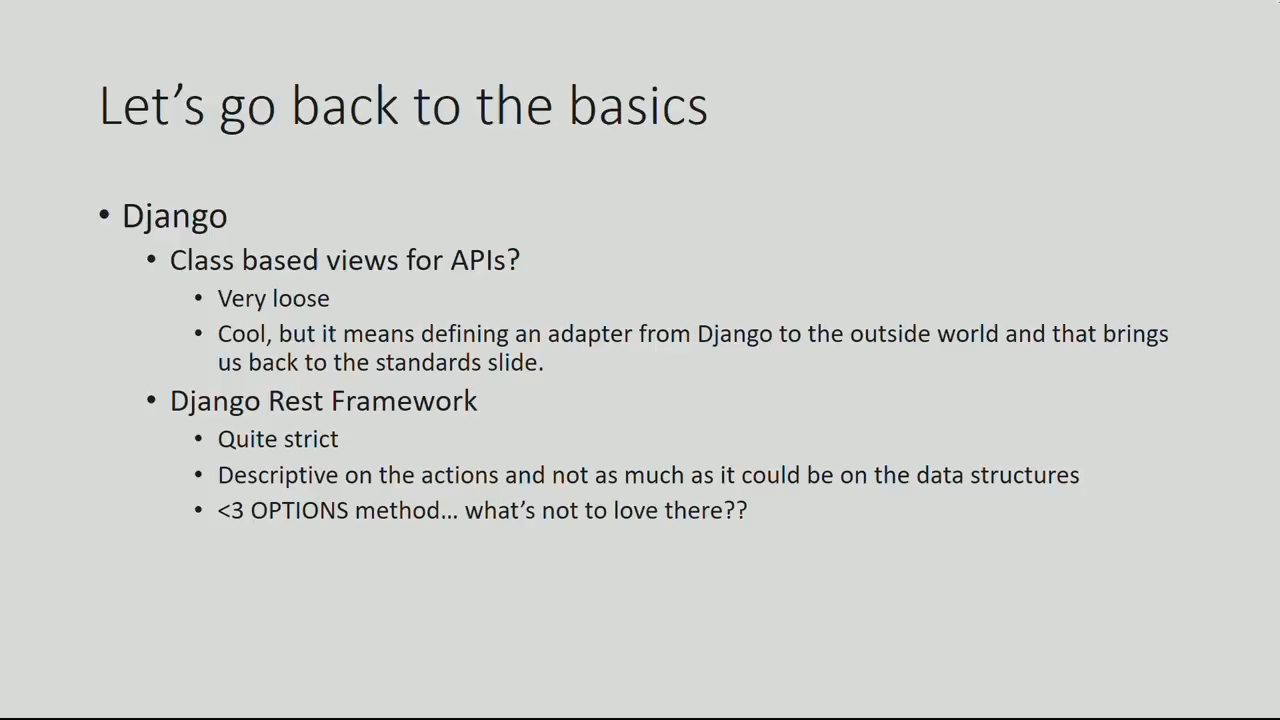 Let’s go back to the basics
• Django
• Class based views for APIs?
• Very loose
• Cool, but it means defining an adapter from Django to the outside world and that brings
us back to the standards slide.
• Django Rest Framework
• Quite strict
• Descriptive on the actions and not as much as it could be on the data structures
• <3 OPTIONS method… what’s not to love there??